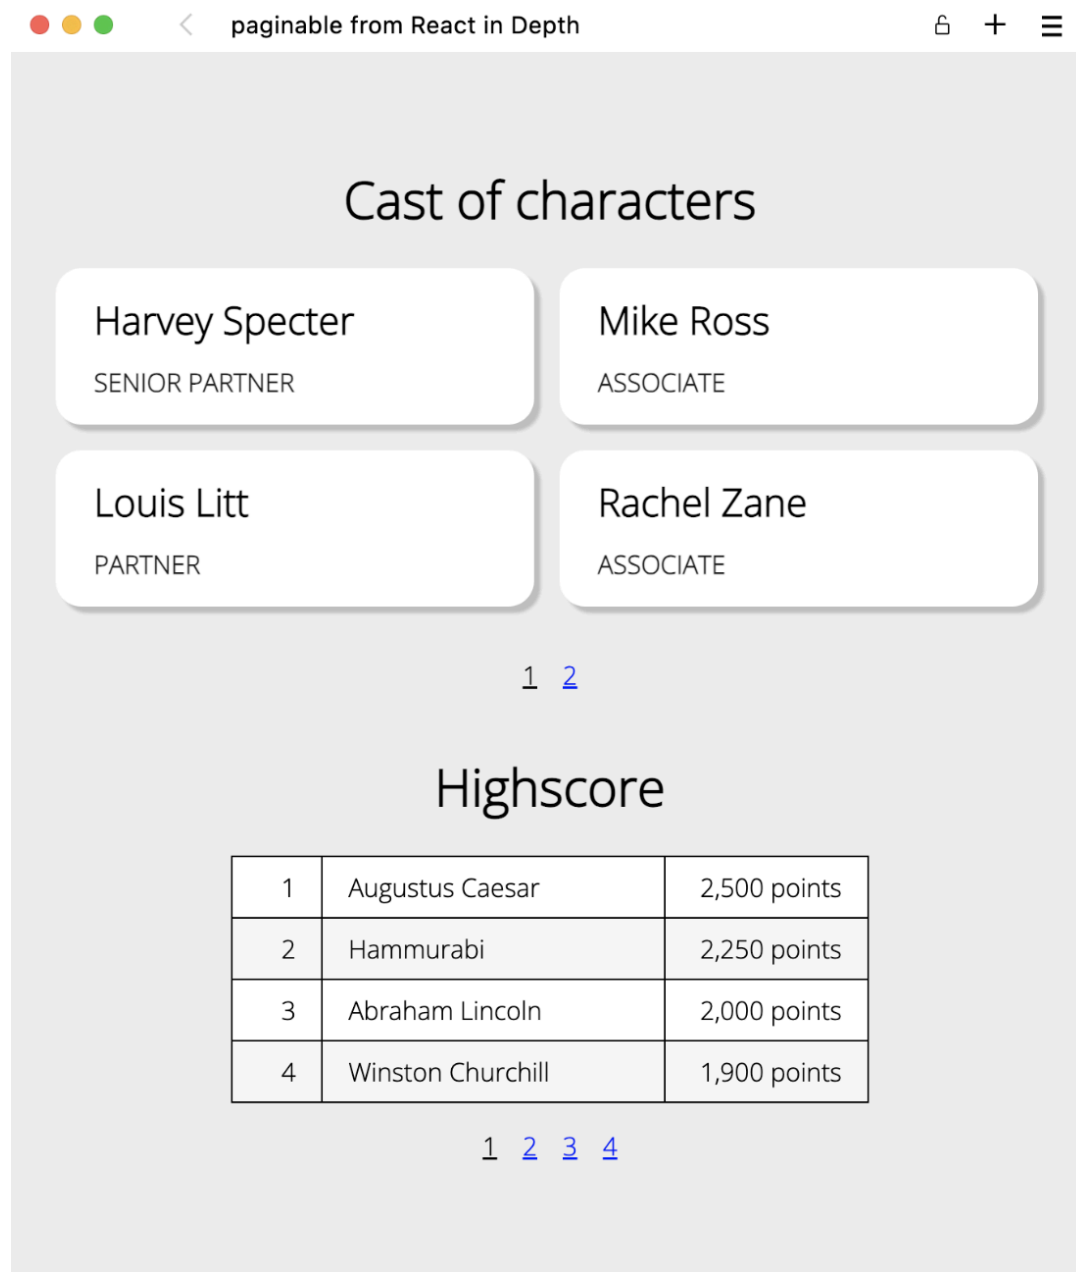 paginable from React in Depth
Cast of characters
Harvey Specter
SENIOR PARTNER
Mike Ross
ASSOCIATE
Louis Litt
PARTNER
Rachel Zane
ASSOCIATE
1 2
Highscore
1 Augustus Caesar 2,500 points
2 Hammurabi 2,250 points
3 Abraham Lincoln 2,000 points
4 Winston Churchill 1,900 points
1 2 3 4